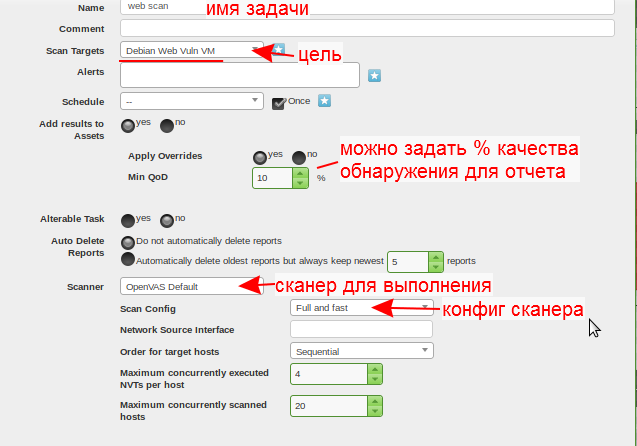 имя задачи
Name web scan
Comment
Scan Targets Debian Web Vuln VM
цель
Alerts
Schedule -- Once
Add results to Assets yes no
Apply Overrides yes no
Min QoD 10 %
можно задать % качества
обнаружения для отчета
Alterable Task yes no
Auto Delete Reports
Do not automatically delete reports
Automatically delete oldest reports but always keep newest 5 reports
Scanner OpenVAS Default
сканер для выполнения
Scan Config Full and fast
конфиг сканера
Network Source Interface
Order for target hosts Sequential
Maximum concurrently executed
NVTs per host
4
Maximum concurrently scanned
hosts
20